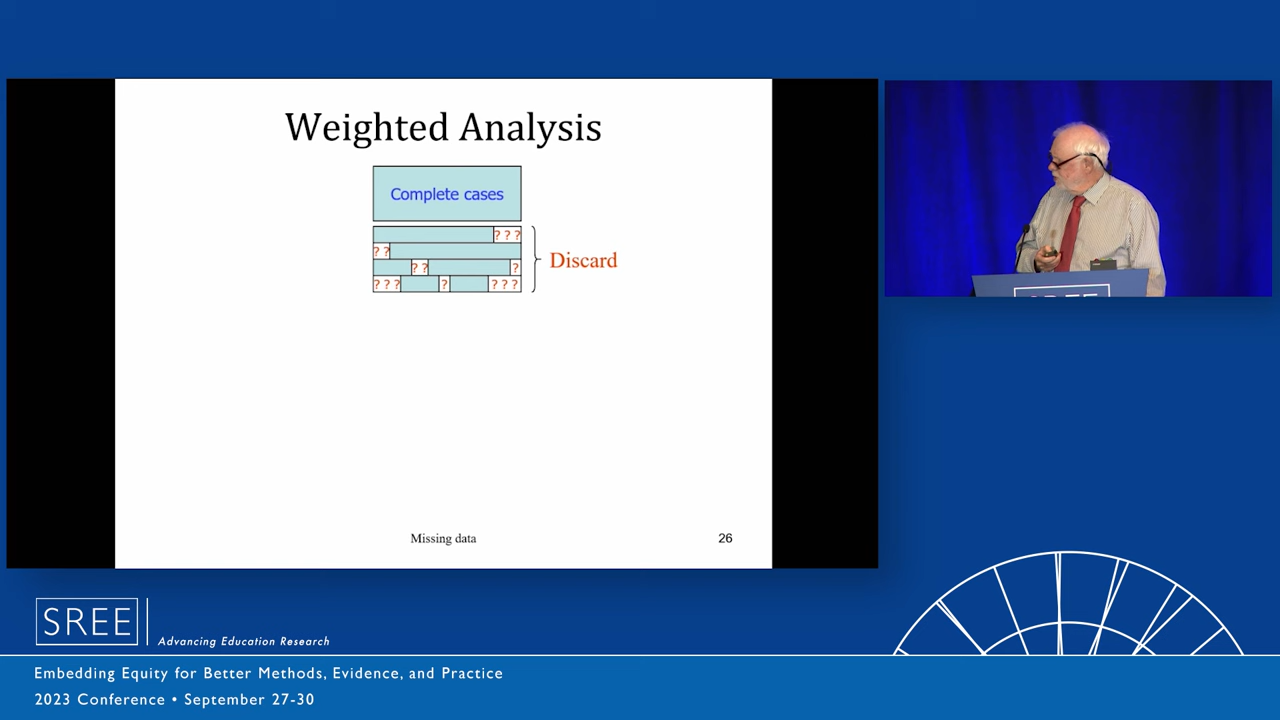 Weighted Analysis
Complete cases
? ? ?
? ?
? ? ?
? ? ? ? ? ? ?
Discard
Missing data 26
SREE
SREE Advancing Education Research
Embedding Equity for Better Methods, Evidence, and Practice
2023 Conference • September 27-30